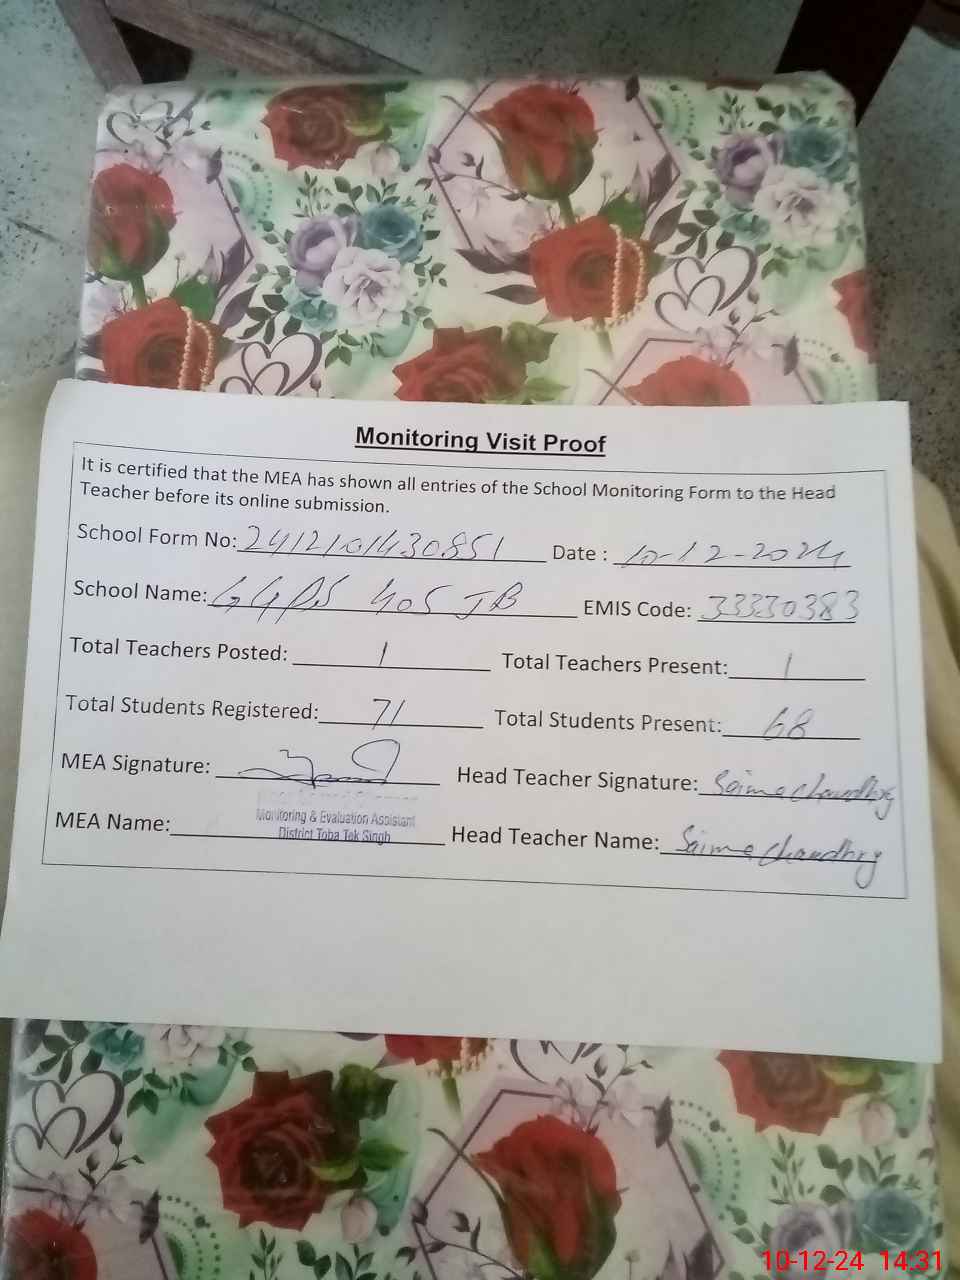 Monitoring Visit Proof
It is certified that the MEA has shown all entries of the School Monitoring Form to the Head
Teacher before its online submission.
School Form No: 2412101430851 Date : 10-12-2024
School Name: GGPS 405 JB EMIS Code: 33330383
Total Teachers Posted: 1 Total Teachers Present: 1
Total Students Registered: 71 Total Students Present: 68
MEA Signature: Head Teacher Signature: Saima Chaudhry
Monitoring & Evaluation Assistant
MEA Name: District Toba Tek Singh Head Teacher Name: Saima Chaudhry
10-12-24 14:31